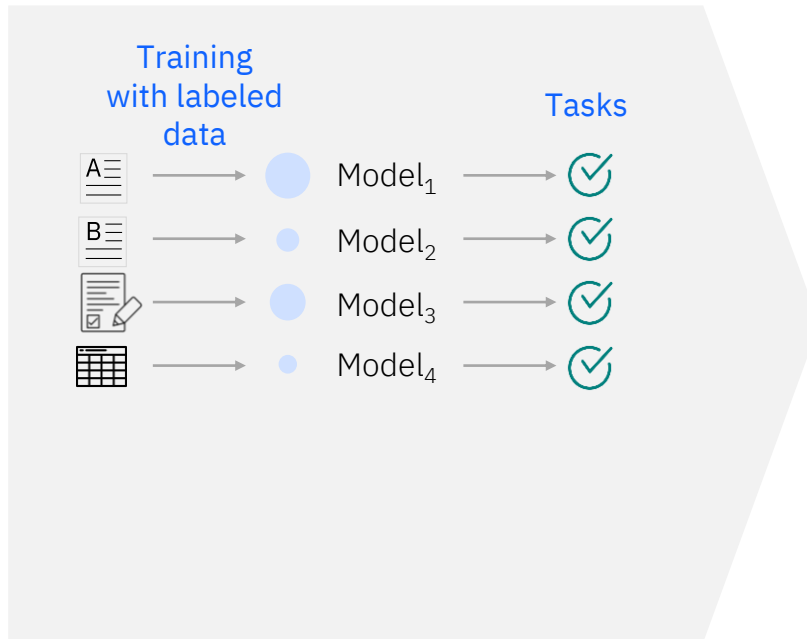 Training
with labeled
data
Tasks
A
Model₁
B
Model₂
Model₃
Model₄